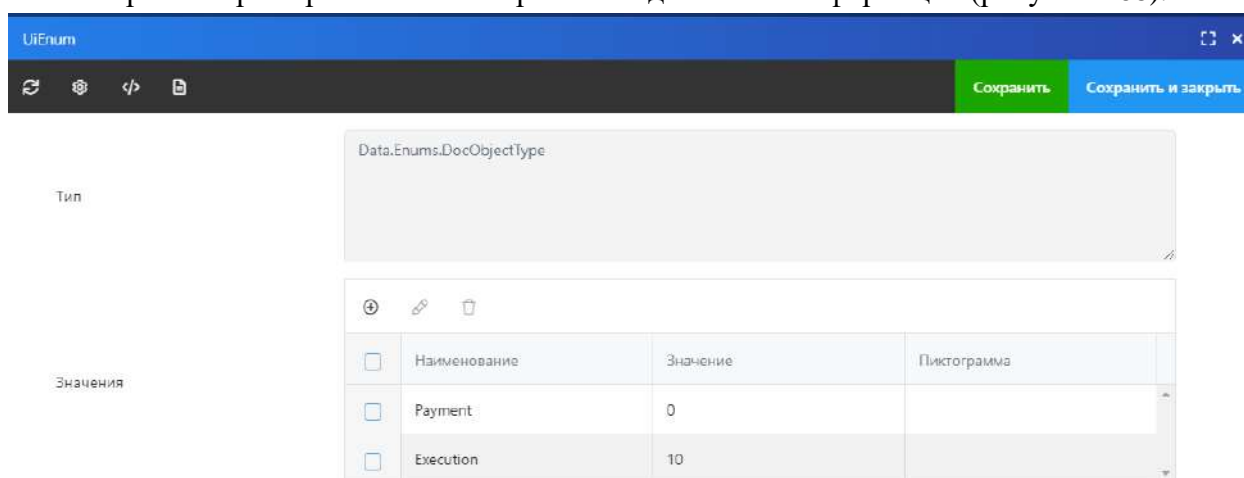 UiEnum
Сохранить Сохранить и закрыть
Data.Enums.DocObjectType
Тип
Наименование Значение Пиктограмма
Значения
Payment 0
Execution 10